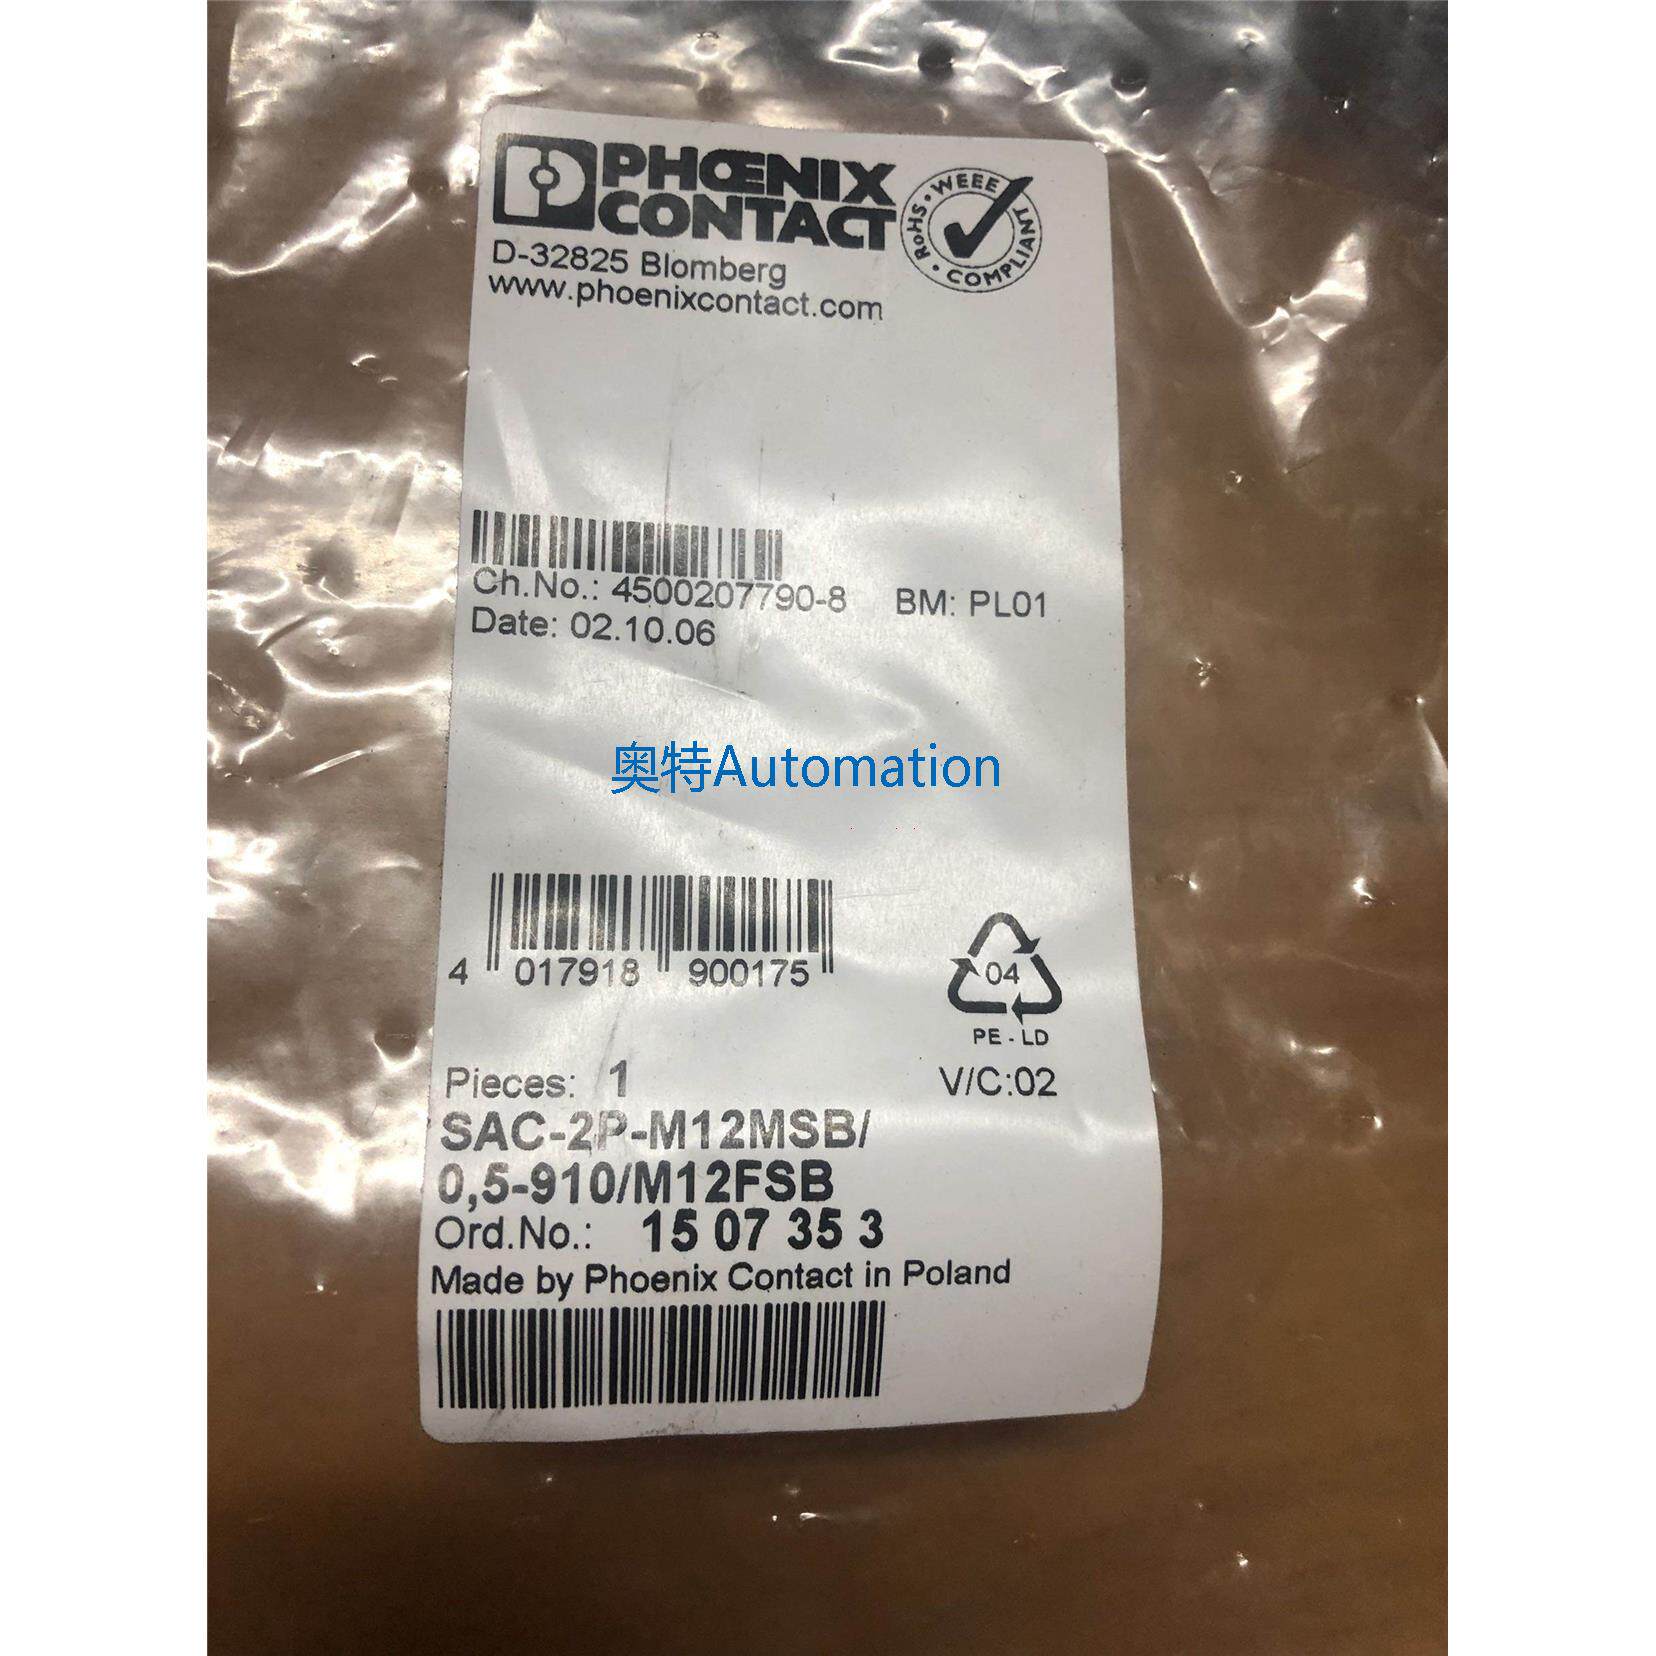 PHŒNIX
CONTACT
WEEE
RoHS • COMPLIANT
D-32825 Blomberg
www.phoenixcontact.com
Ch.No.: 4500207790-8 BM: PL01
Date: 02.10.06
奥特Automation
4 017918 900175
04
PE-LD
Pieces: 1 V/C:02
SAC-2P-M12MSB/
0,5-910/M12FSB
Ord.No.: 15 07 35 3
Made by Phoenix Contact in Poland